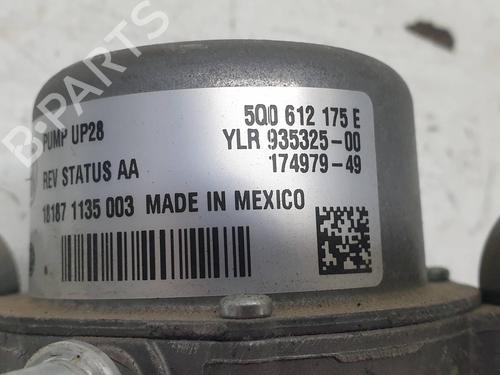 5Q0 612 175 E
PUMP UP28 YLR 935325-00
174979-49
REV STATUS AA
18187 1135 003 MADE IN MEXICO
B-PARTS